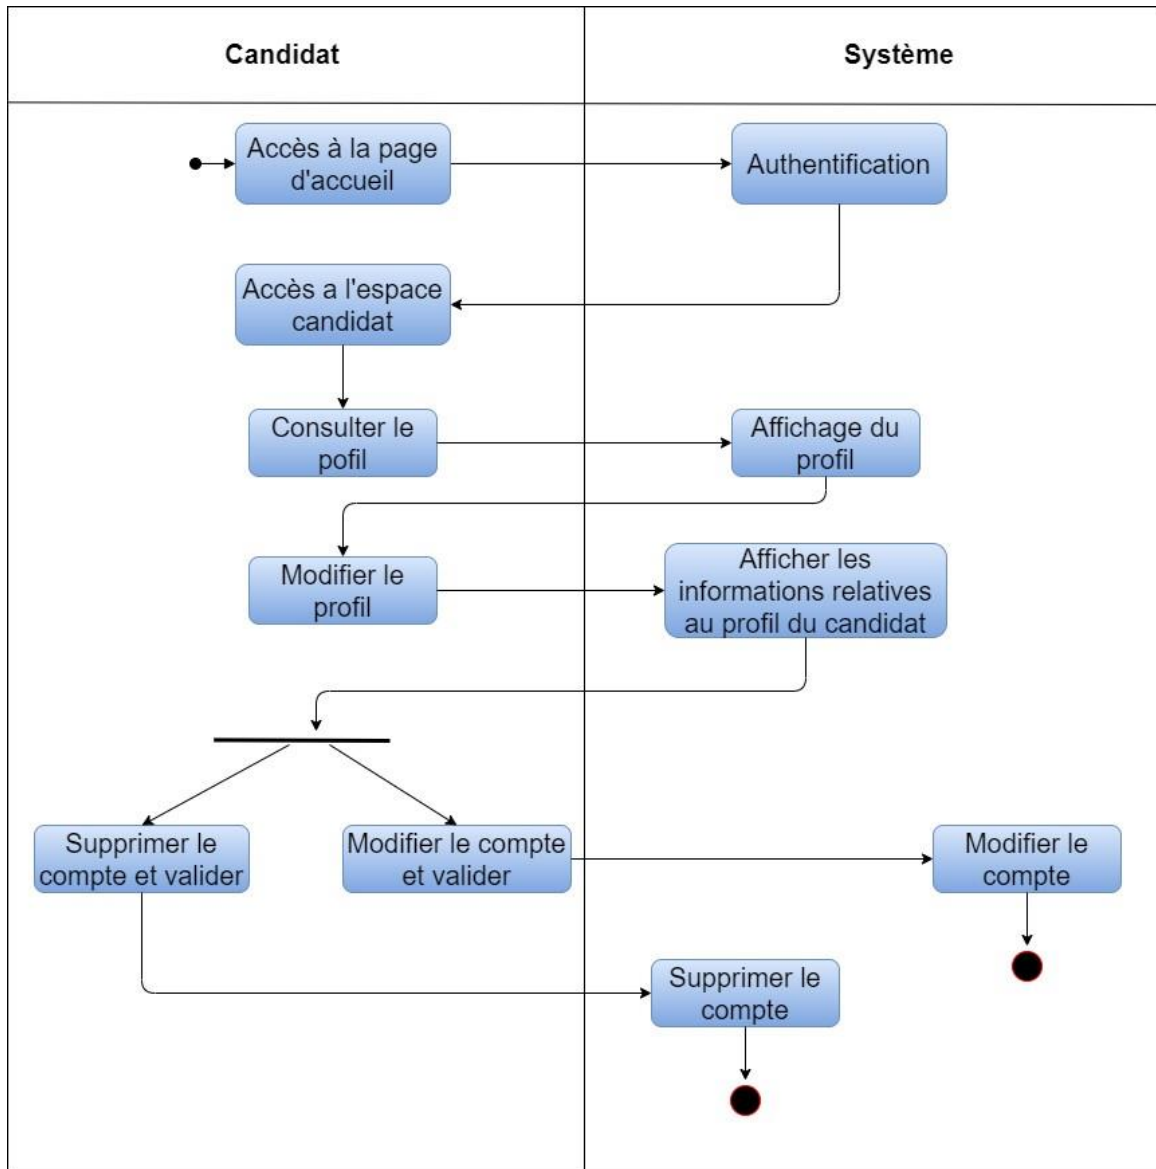 Candidat
Système
Accès à la page
d'accueil
Authentification
Accès a l'espace
candidat
Consulter le
pofil
Affichage du
profil
Modifier le
profil
Afficher les
informations relatives
au profil du candidat
Supprimer le
compte et valider
Modifier le compte
et valider
Modifier le
compte
Supprimer le
compte